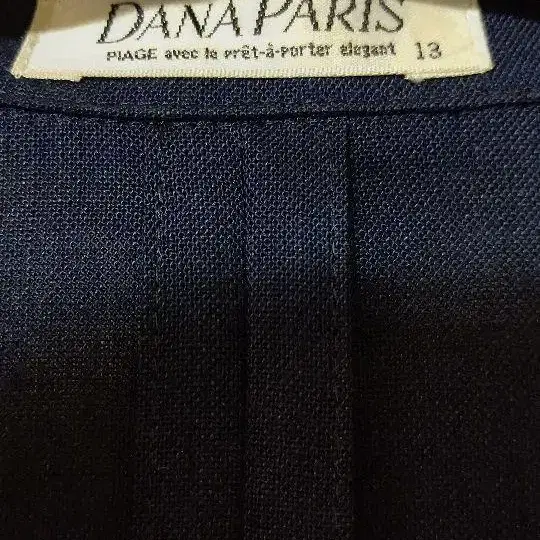 DANA PARIS
PIAGE avec le Prêt-à-Porter elegant 13